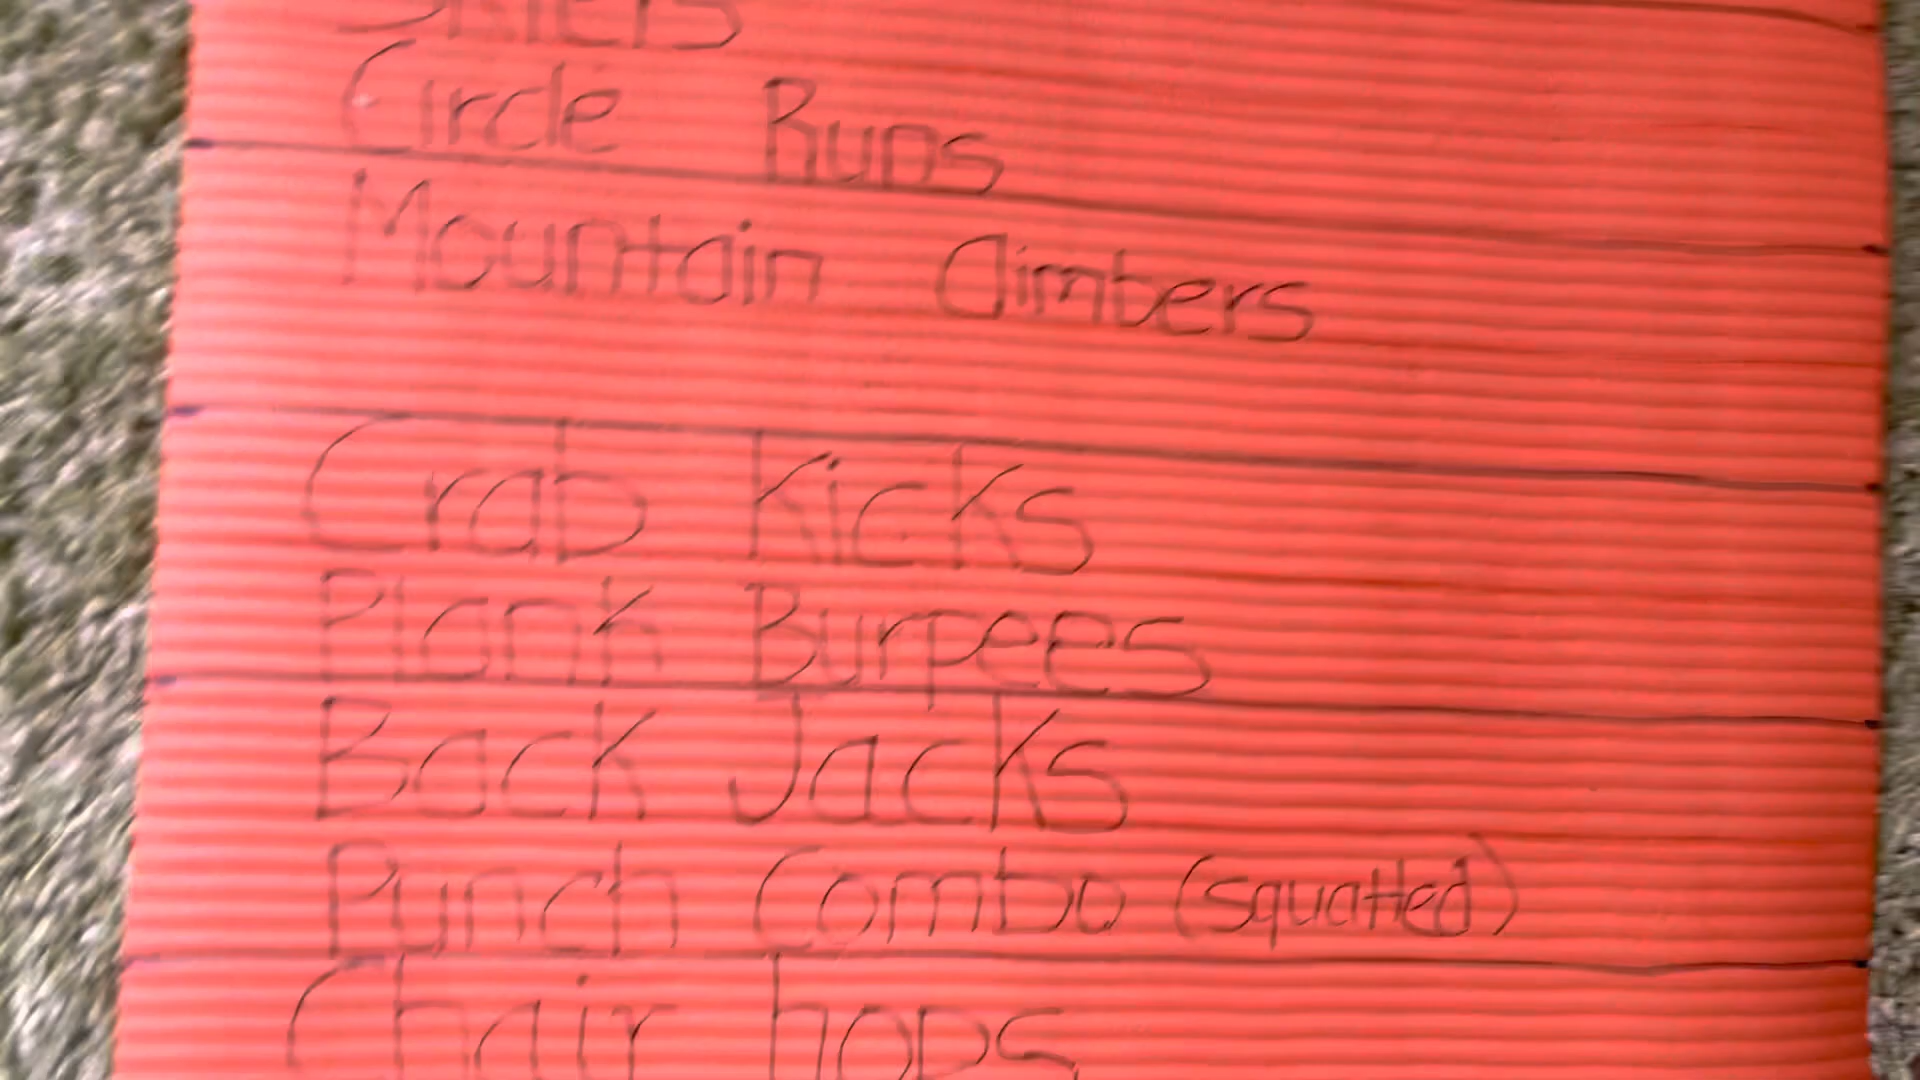 Circle Runs
Mountain Climbers
Crab Kicks
Plank Burpees
Back Jacks
Punch Combo (squatted)
Chair hops